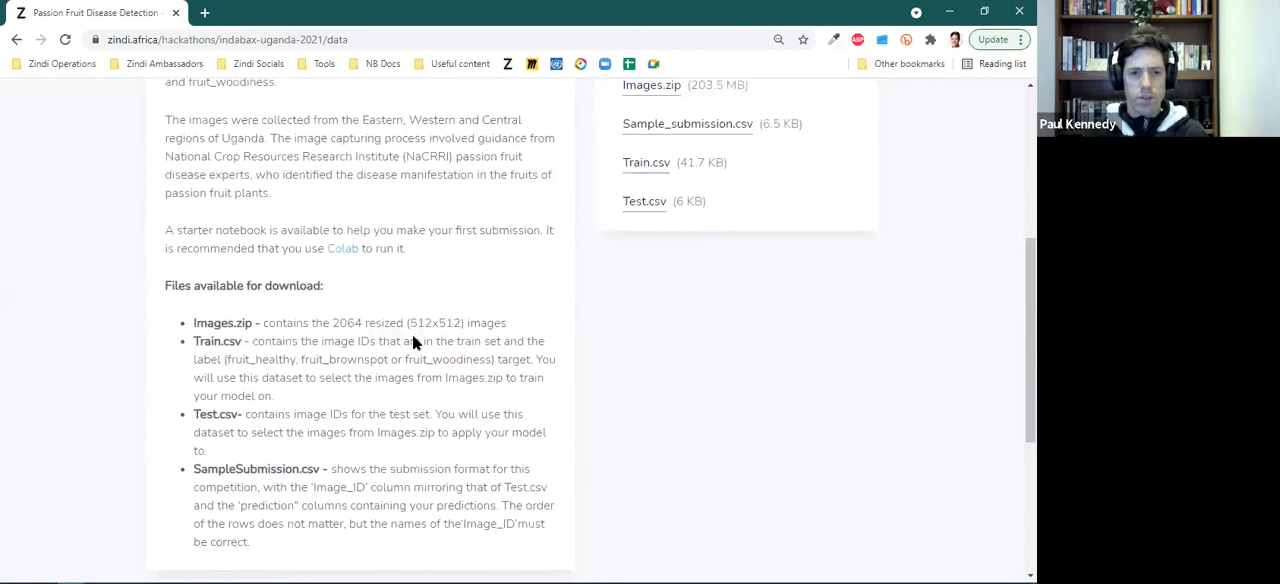 Passion Fruit Disease Detection -
zindi.africa/hackathons/indabax-uganda-2021/data
ABP
Update
Zindi Operations
Zindi Ambassadors
Zindi Socials
Tools
NB Docs
Useful content
Other bookmarks
Reading list
and fruit_woodiness.
The images were collected from the Eastern, Western and Central
regions of Uganda. The image capturing process involved guidance from
National Crop Resources Research Institute (NaCRRI) passion fruit
disease experts, who identified the disease manifestation in the fruits of
passion fruit plants.
A starter notebook is available to help you make your first submission. It
is recommended that you use Colab to run it.
Files available for download:
Images.zip - contains the 2064 resized (512x512) images
Train.csv - contains the image IDs that are in the train set and the
label (fruit_healthy, fruit_brownspot or fruit_woodiness) target. You
will use this dataset to select the images from Images.zip to train
your model on.
Test.csv- contains image IDs for the test set. You will use this
dataset to select the images from Images.zip to apply your model
to.
SampleSubmission.csv - shows the submission format for this
competition, with the ‘Image_ID’ column mirroring that of Test.csv
and the ‘prediction" columns containing your predictions. The order
of the rows does not matter, but the names of the‘Image_ID’must
be correct.
Images.zip (203.5 MB)
Sample_submission.csv (6.5 KB)
Train.csv (41.7 KB)
Test.csv (6 KB)
Paul Kennedy